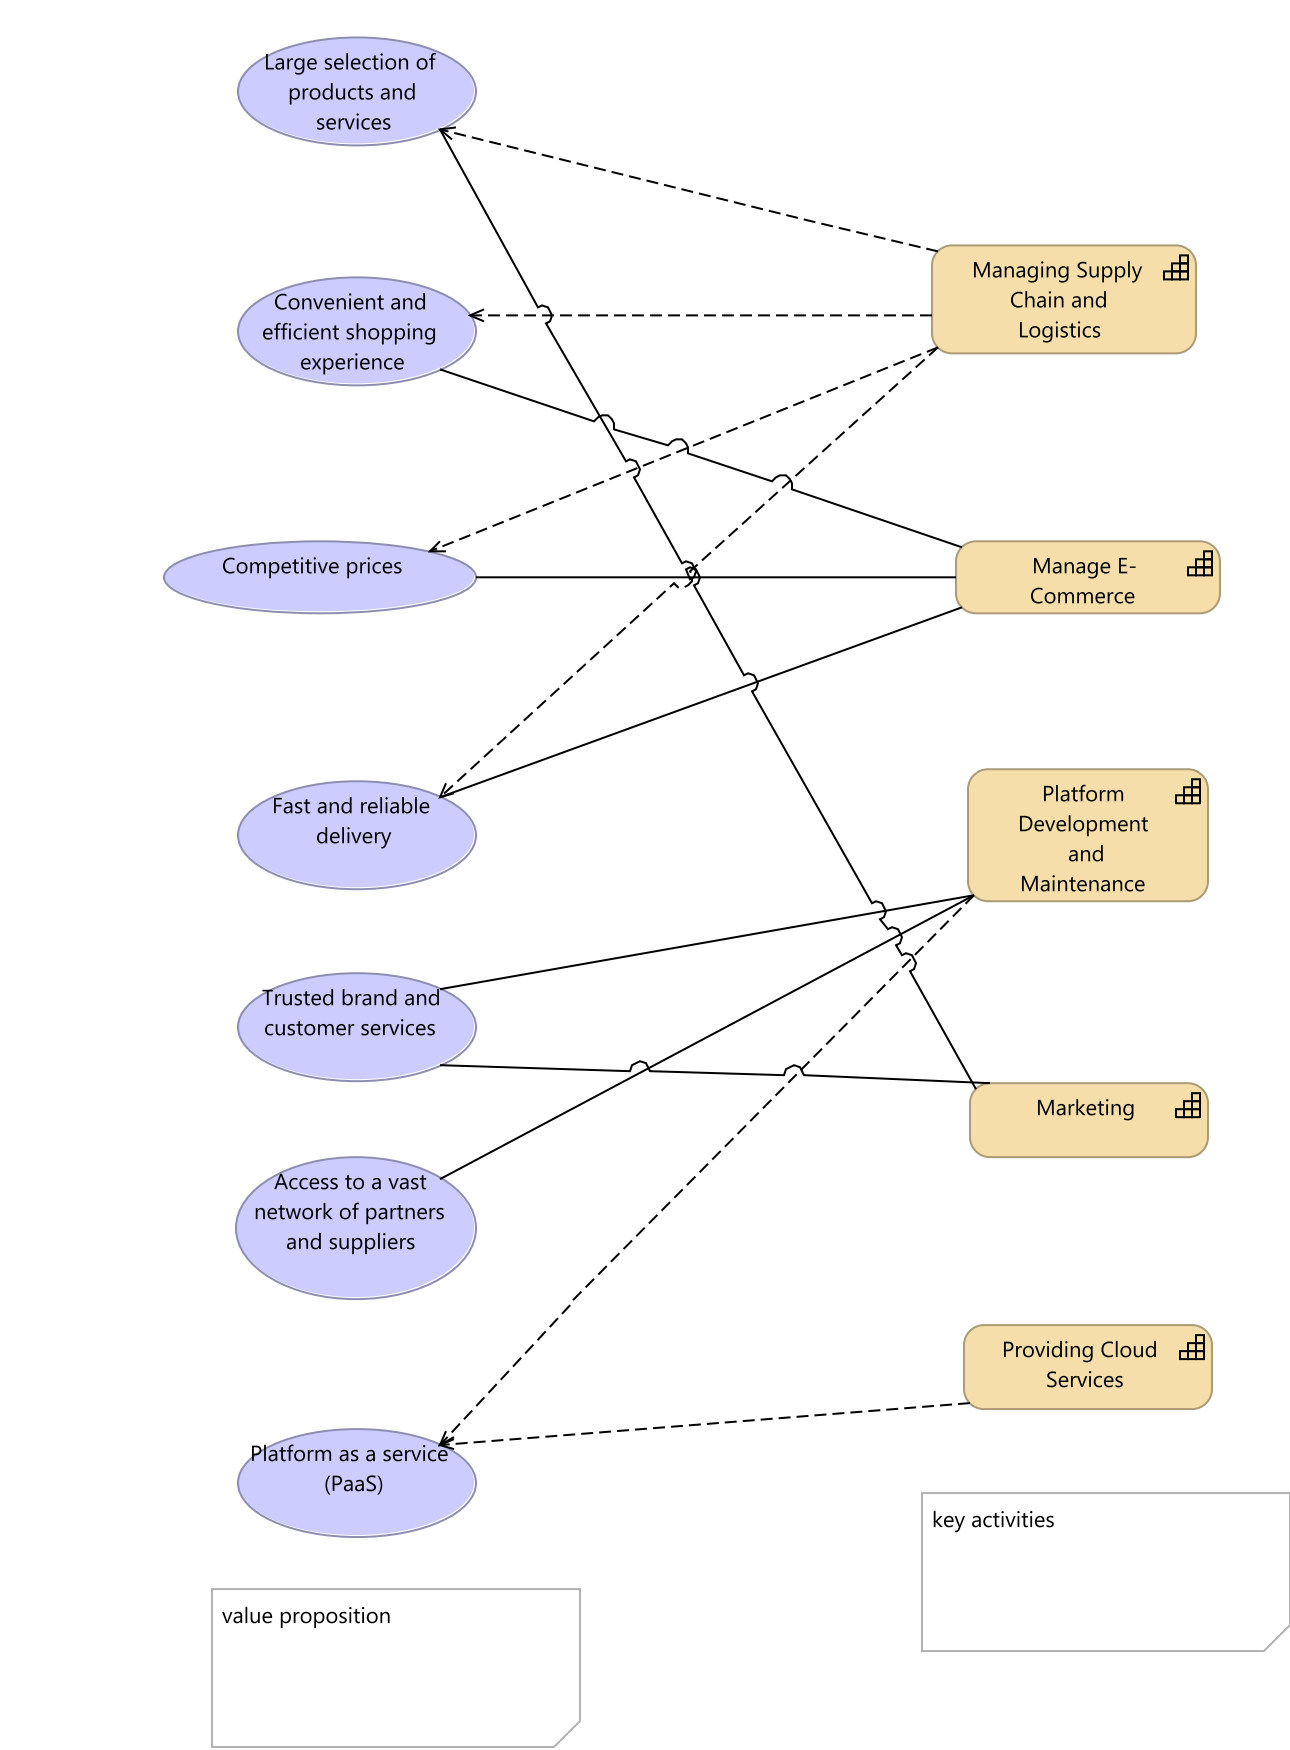 Large selection of
products and
services
Managing Supply
Chain and
Logistics
Convenient and
efficient shopping
experience
Competitive prices
Manage E-
Commerce
Fast and reliable
delivery
Platform
Development
and
Maintenance
Trusted brand and
customer services
Marketing
Access to a vast
network of partners
and suppliers
Providing Cloud
Services
Platform as a service
(PaaS)
key activities
value proposition